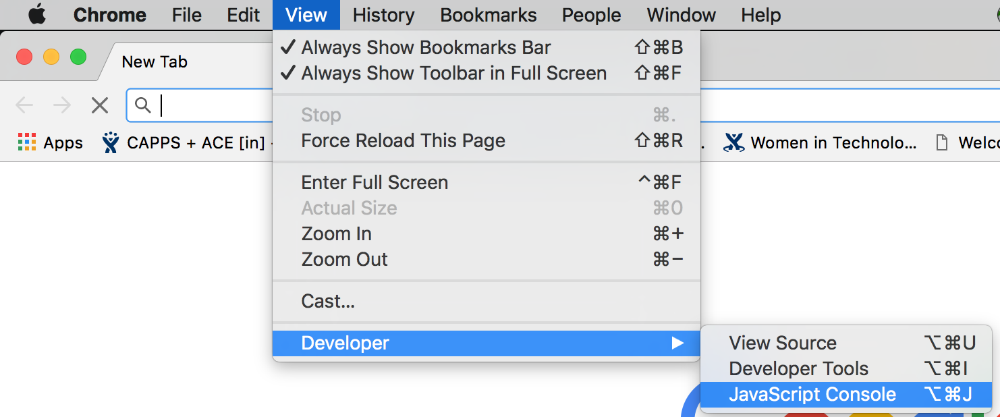 Chrome File Edit View History Bookmarks People Window Help
New Tab
Apps CAPPS + ACE [in] - Women in Technolo... Welco
✓ Always Show Bookmarks Bar ⇧⌘B
✓ Always Show Toolbar in Full Screen ⇧⌘F
Stop ⌘.
Force Reload This Page ⇧⌘R
Enter Full Screen ^⌘F
Actual Size ⌘0
Zoom In ⌘+
Zoom Out ⌘−
Cast...
Developer ▶
View Source ⌥⌘U
Developer Tools ⌥⌘I
JavaScript Console ⌥⌘J